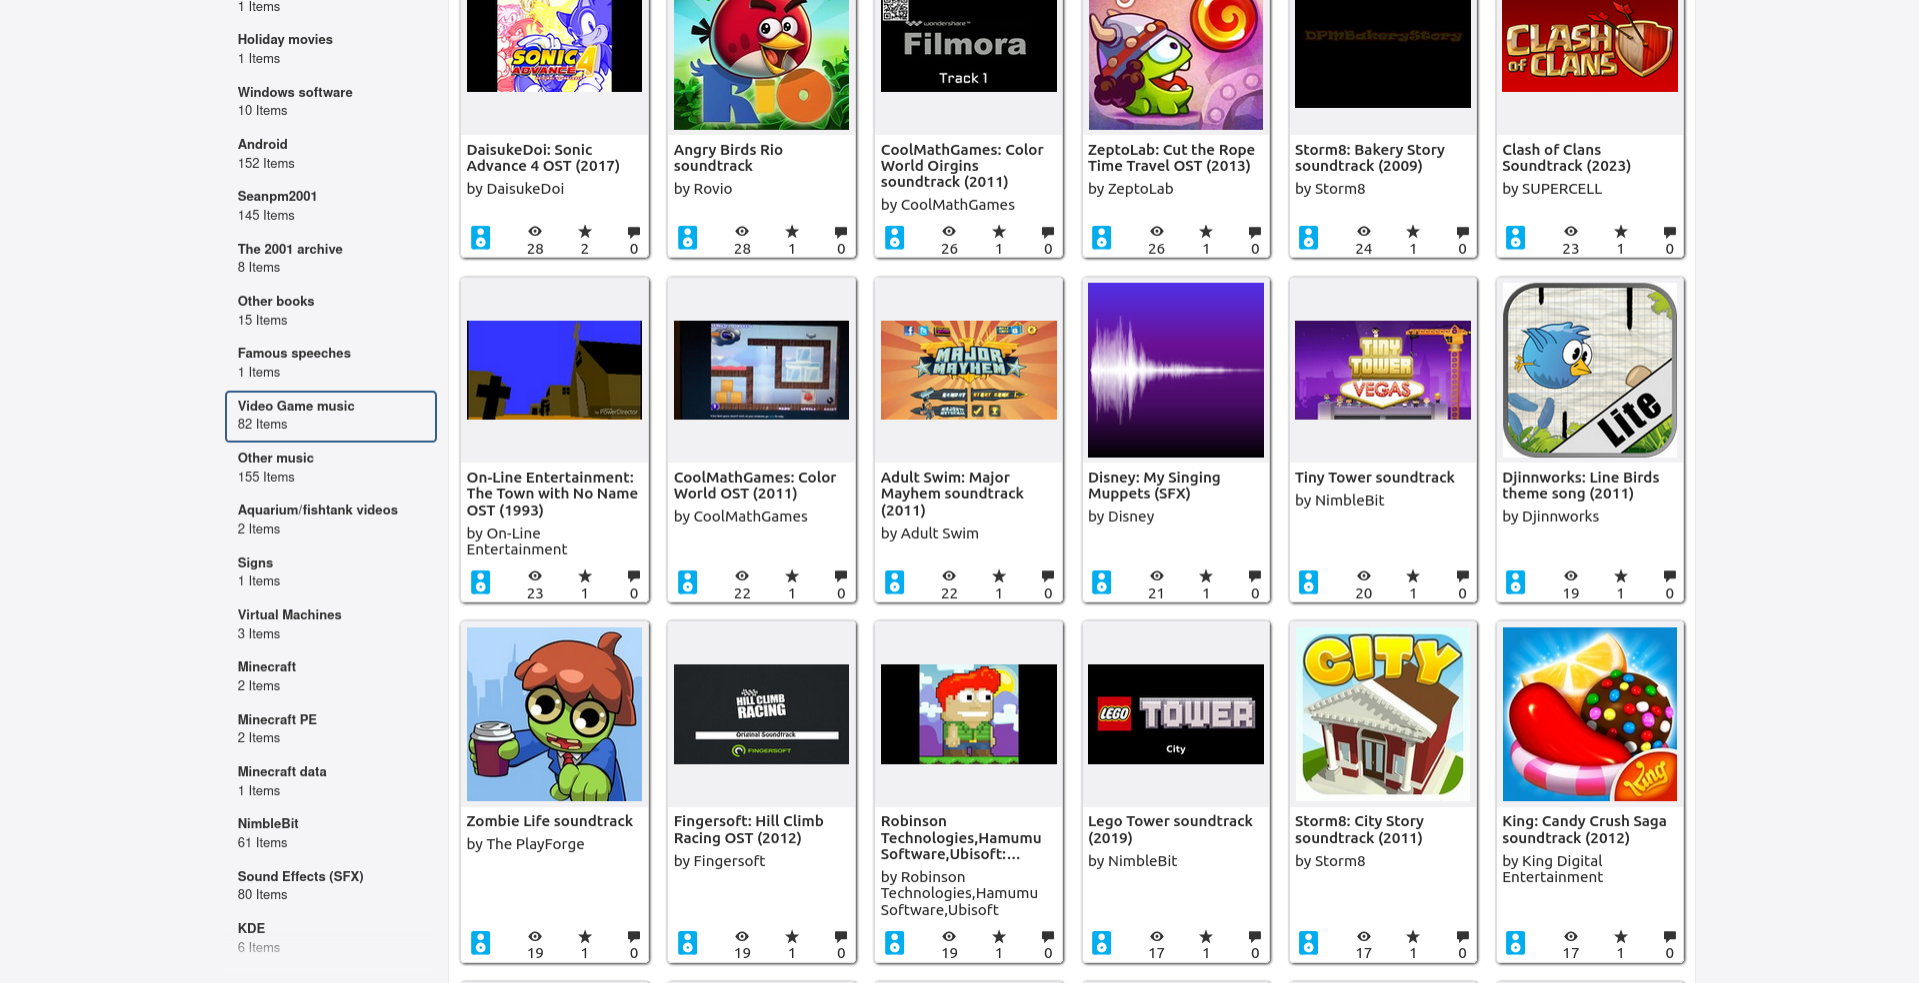 1 Items
Holiday movies
1 Items
Windows software
10 Items
Android
152 Items
Seanpm2001
145 Items
The 2001 archive
8 Items
Other books
15 Items
Famous speeches
1 Items
Video Game music
82 Items
Other music
155 Items
Aquarium/fishtank videos
2 Items
Signs
1 Items
Virtual Machines
3 Items
Minecraft
2 Items
Minecraft PE
2 Items
Minecraft data
1 Items
NimbleBit
61 Items
Sound Effects (SFX)
80 Items
KDE
6 Items
SONIC
ADVANCE 4
DaisukeDoi: Sonic
Advance 4 OST (2017)
by DaisukeDoi
28 2 0
RIO
Angry Birds Rio
soundtrack
by Rovio
28 1 0
wondershare™
Filmora
Track 1
CoolMathGames: Color
World Oirgins
soundtrack (2011)
by CoolMathGames
26 1 0
ZeptoLab: Cut the Rope
Time Travel OST (2013)
by ZeptoLab
26 1 0
DPMBakeryStory
Storm8: Bakery Story
soundtrack (2009)
by Storm8
24 1 0
CLASH
OF CLANS
Clash of Clans
Soundtrack (2023)
by SUPERCELL
23 1 0
by PowerDirector
On-Line Entertainment:
The Town with No Name
OST (1993)
by On-Line
Entertainment
23 1 0
CoolMathGames: Color
World OST (2011)
by CoolMathGames
22 1 0
MAJOR
MAYHEM
Adult Swim: Major
Mayhem soundtrack
(2011)
by Adult Swim
22 1 0
Disney: My Singing
Muppets (SFX)
by Disney
21 1 0
TINY
TOWER
VEGAS
Tiny Tower soundtrack
by NimbleBit
20 1 0
Lite
Djinnworks: Line Birds
theme song (2011)
by Djinnworks
19 1 0
Zombie Life soundtrack
by The PlayForge
19 1 0
HILL CLIMB
RACING
Original Soundtrack
FINGERSOFT
Fingersoft: Hill Climb
Racing OST (2012)
by Fingersoft
19 1 0
Robinson
Technologies,Hamumu
Software,Ubisoft:...
by Robinson
Technologies,Hamumu
Software,Ubisoft
19 1 0
LEGO TOWER
City
Lego Tower soundtrack
(2019)
by NimbleBit
17 1 0
CITY
Storm8: City Story
soundtrack (2011)
by Storm8
17 1 0
King
King: Candy Crush Saga
soundtrack (2012)
by King Digital
Entertainment
17 1 0